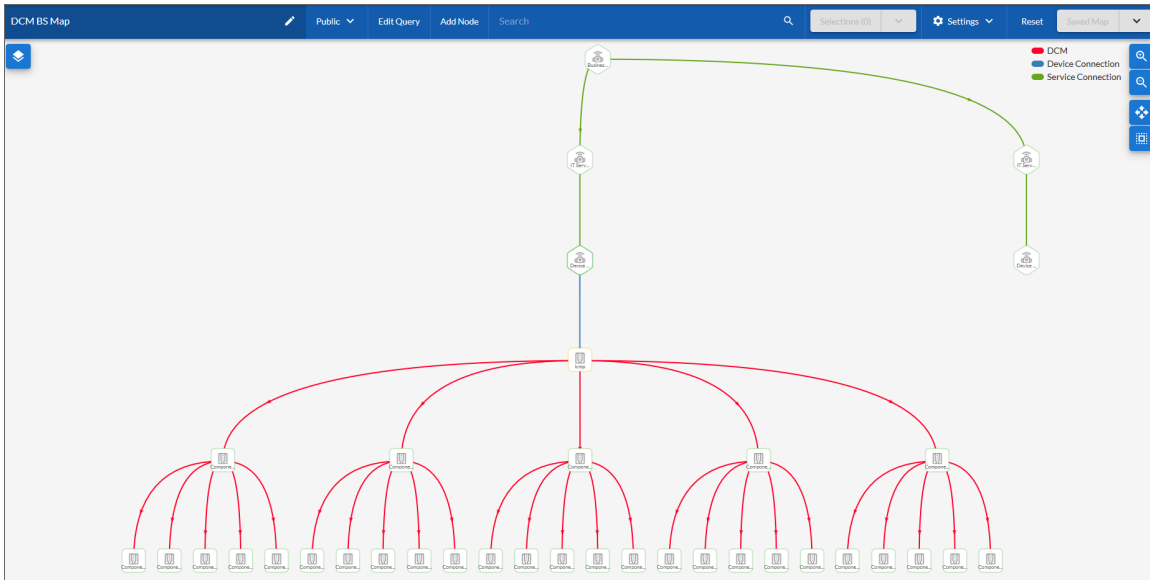 DCM BS Map Public Edit Query Add Node Search Selections (0) Settings Reset Saved Map
DCM
Device Connection
Service Connection
Busines...
IT Serv... IT Serv...
Device... Device...
Icmp
Compone... Compone... Compone... Compone... Compone...
Compone... Compone... Compone... Compone... Compone... Compone... Compone... Compone... Compone... Compone... Compone... Compone... Compone... Compone... Compone... Compone... Compone... Compone... Compone... Compone... Compone... Compone... Compone... Compone... Compone...